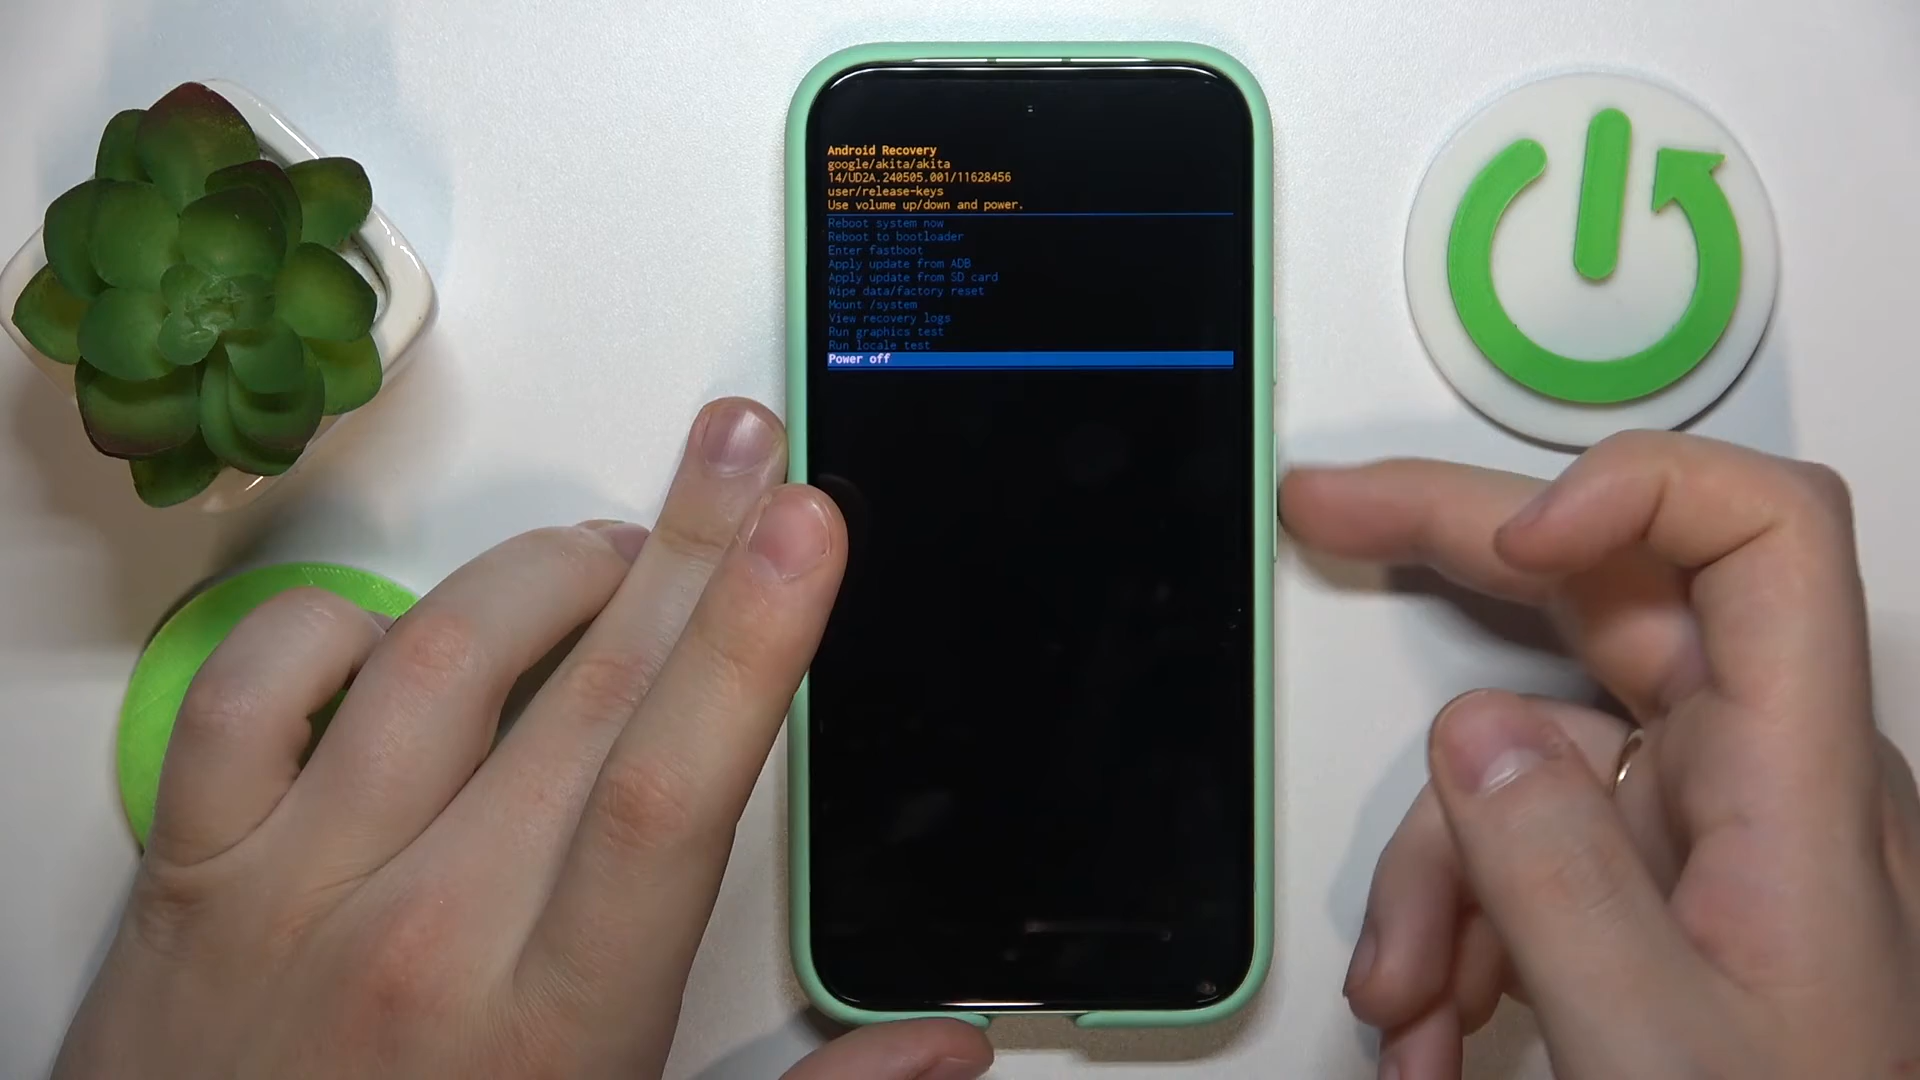 Android Recovery
google/akita/akita
14/UD2A.240505.001/11628456
user/release-keys
Use volume up/down and power.
Reboot system now
Reboot to bootloader
Enter fastboot
Apply update from ADB
Apply update from SD card
Wipe data/factory reset
Mount /system
View recovery logs
Run graphics test
Run locale test
Power off